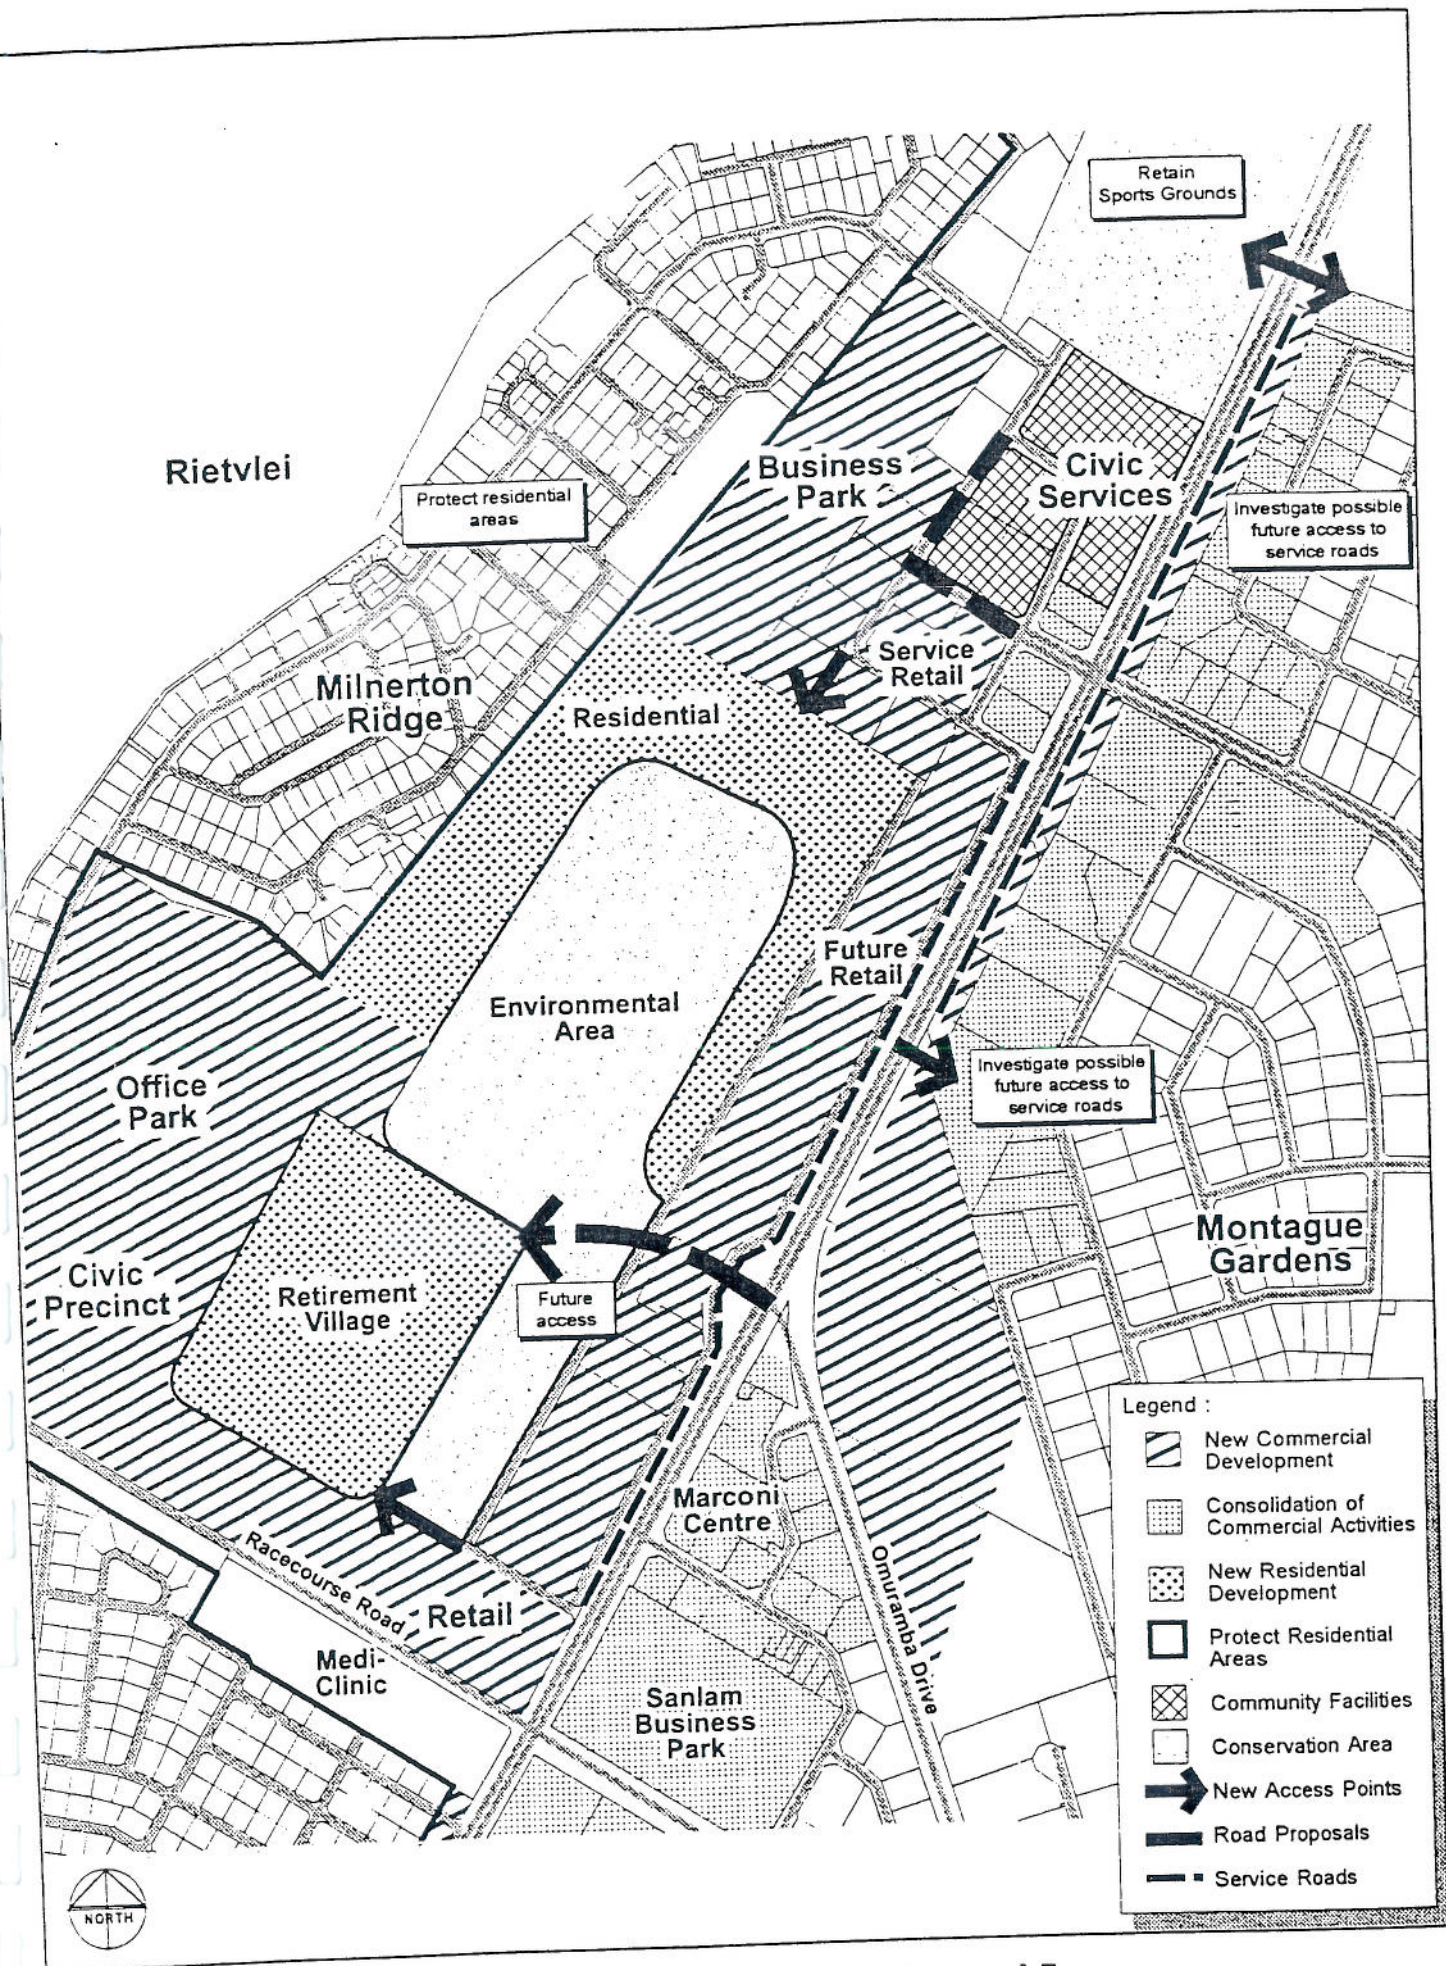 Retain
Sports Grounds
Rietvlei
Protect residential
areas
Business
Park
Civic
Services
Investigate possible
future access to
service roads
Service
Retail
Milnerton
Ridge
Residential
Future
Retail
Environmental
Area
Office
Park
Investigate possible
future access to
service roads
Montague
Gardens
Civic
Precinct
Retirement
Village
Future
access
Marconi
Centre
Racecourse Road
Retail
Omuramba Drive
Medi-
Clinic
Sanlam
Business
Park
Legend :
New Commercial
Development
Consolidation of
Commercial Activities
New Residential
Development
Protect Residential
Areas
Community Facilities
Conservation Area
New Access Points
Road Proposals
Service Roads
NORTH